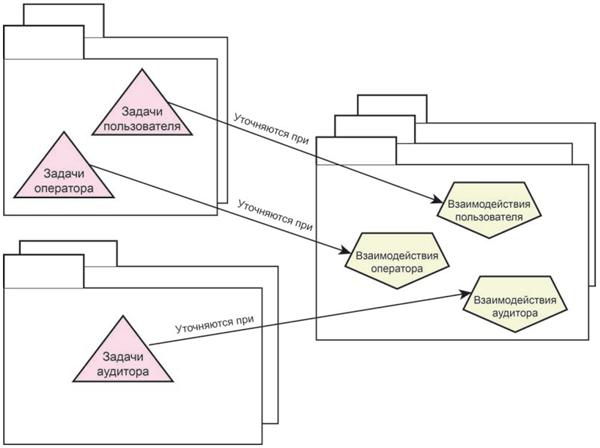 Задачи
пользователя
Уточняются при
Задачи
оператора
Уточняются при
Взаимодействия
пользователя
Взаимодействия
оператора
Взаимодействия
аудитора
Уточняются при
Задачи
аудитора